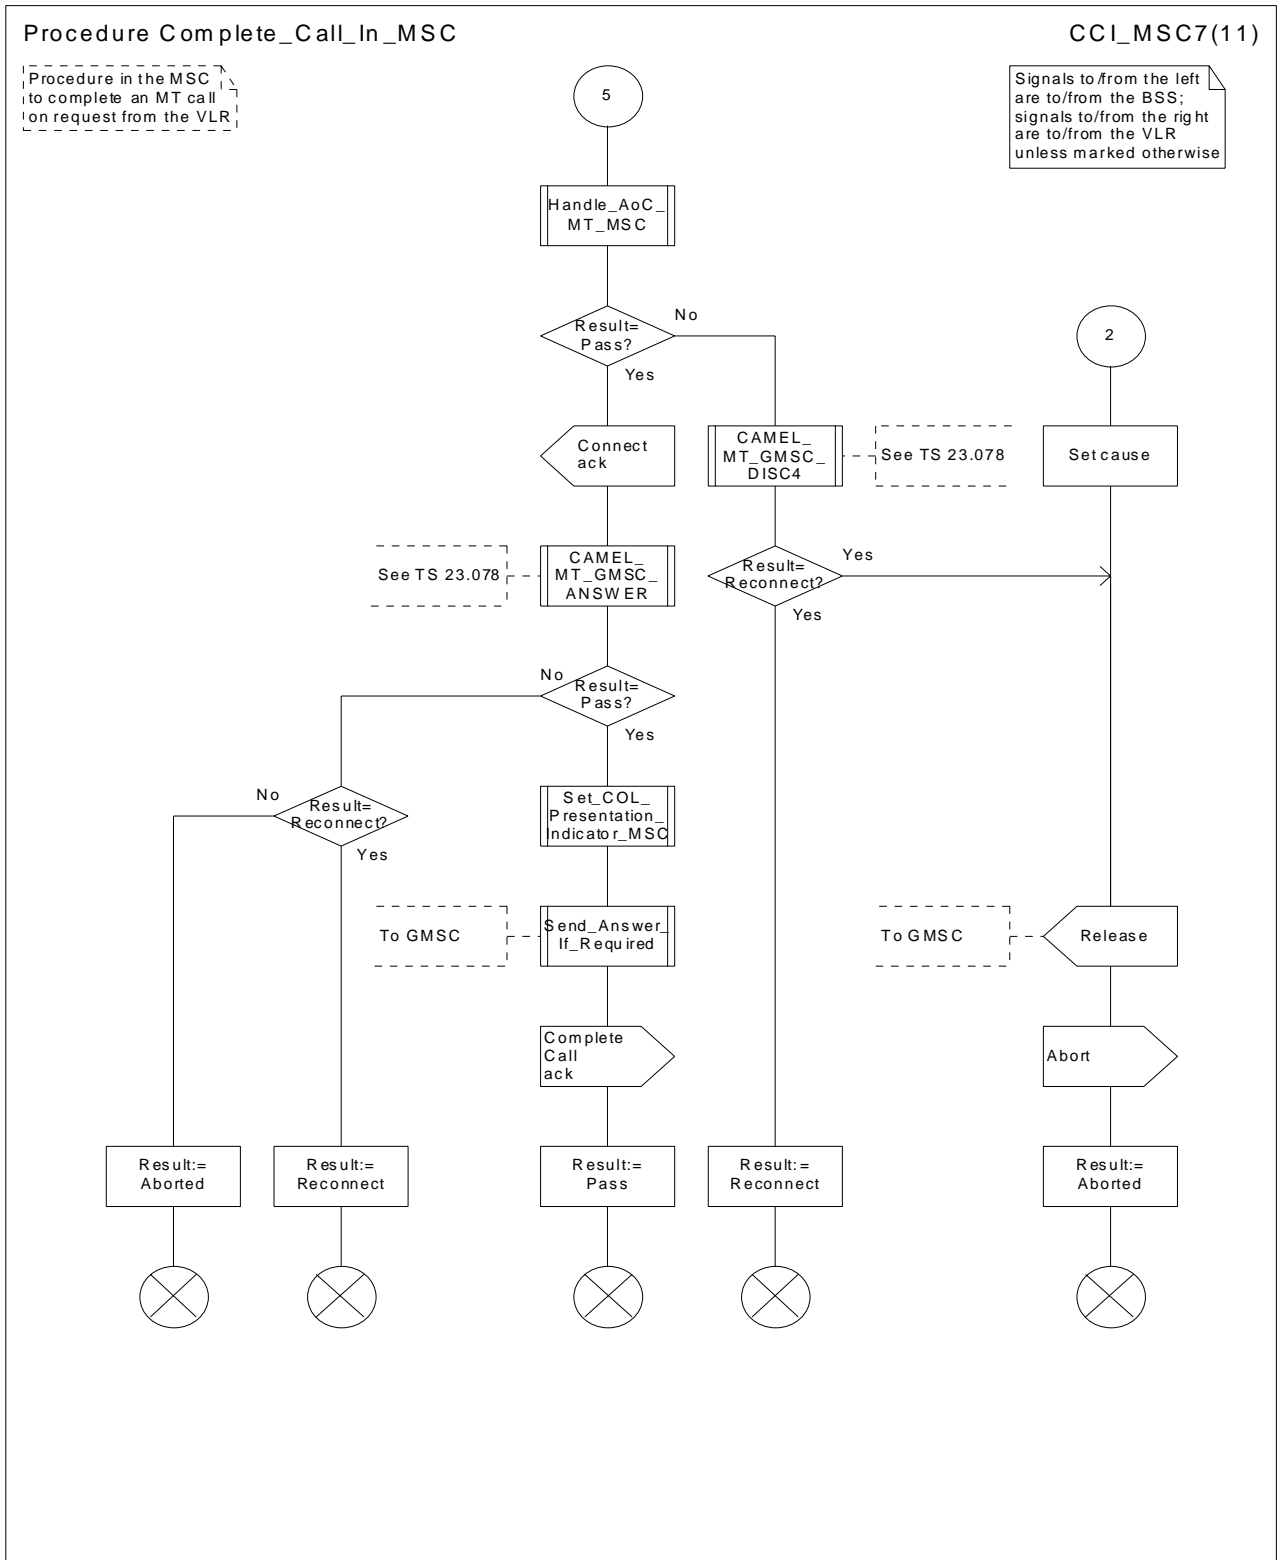 Procedure Complete_Call_In_MSC
CCI_MSC7(11)
Procedure in the MSC
to complete an MT call
on request from the VLR
5
Signals to/from the left
are to/from the BSS;
signals to/from the right
are to/from the VLR
unless marked otherwise
Handle_AoC_
MT_MSC
Result=
Pass?
No
Yes
2
Connect
ack
CAMEL_
MT_GMSC_
DISC4
See TS 23.078
Set cause
See TS 23.078
CAMEL_
MT_GMSC_
ANSWER
Result=
Reconnect?
Yes
Yes
No
Result=
Pass?
Yes
No
Result=
Reconnect?
Yes
Set_COL_
Presentation_
Indicator_MSC
To GMSC
Send_Answer_
If_Required
To GMSC
Release
Complete
Call
ack
Abort
Result:=
Aborted
Result:=
Reconnect
Result:=
Pass
Result:=
Reconnect
Result:=
Aborted